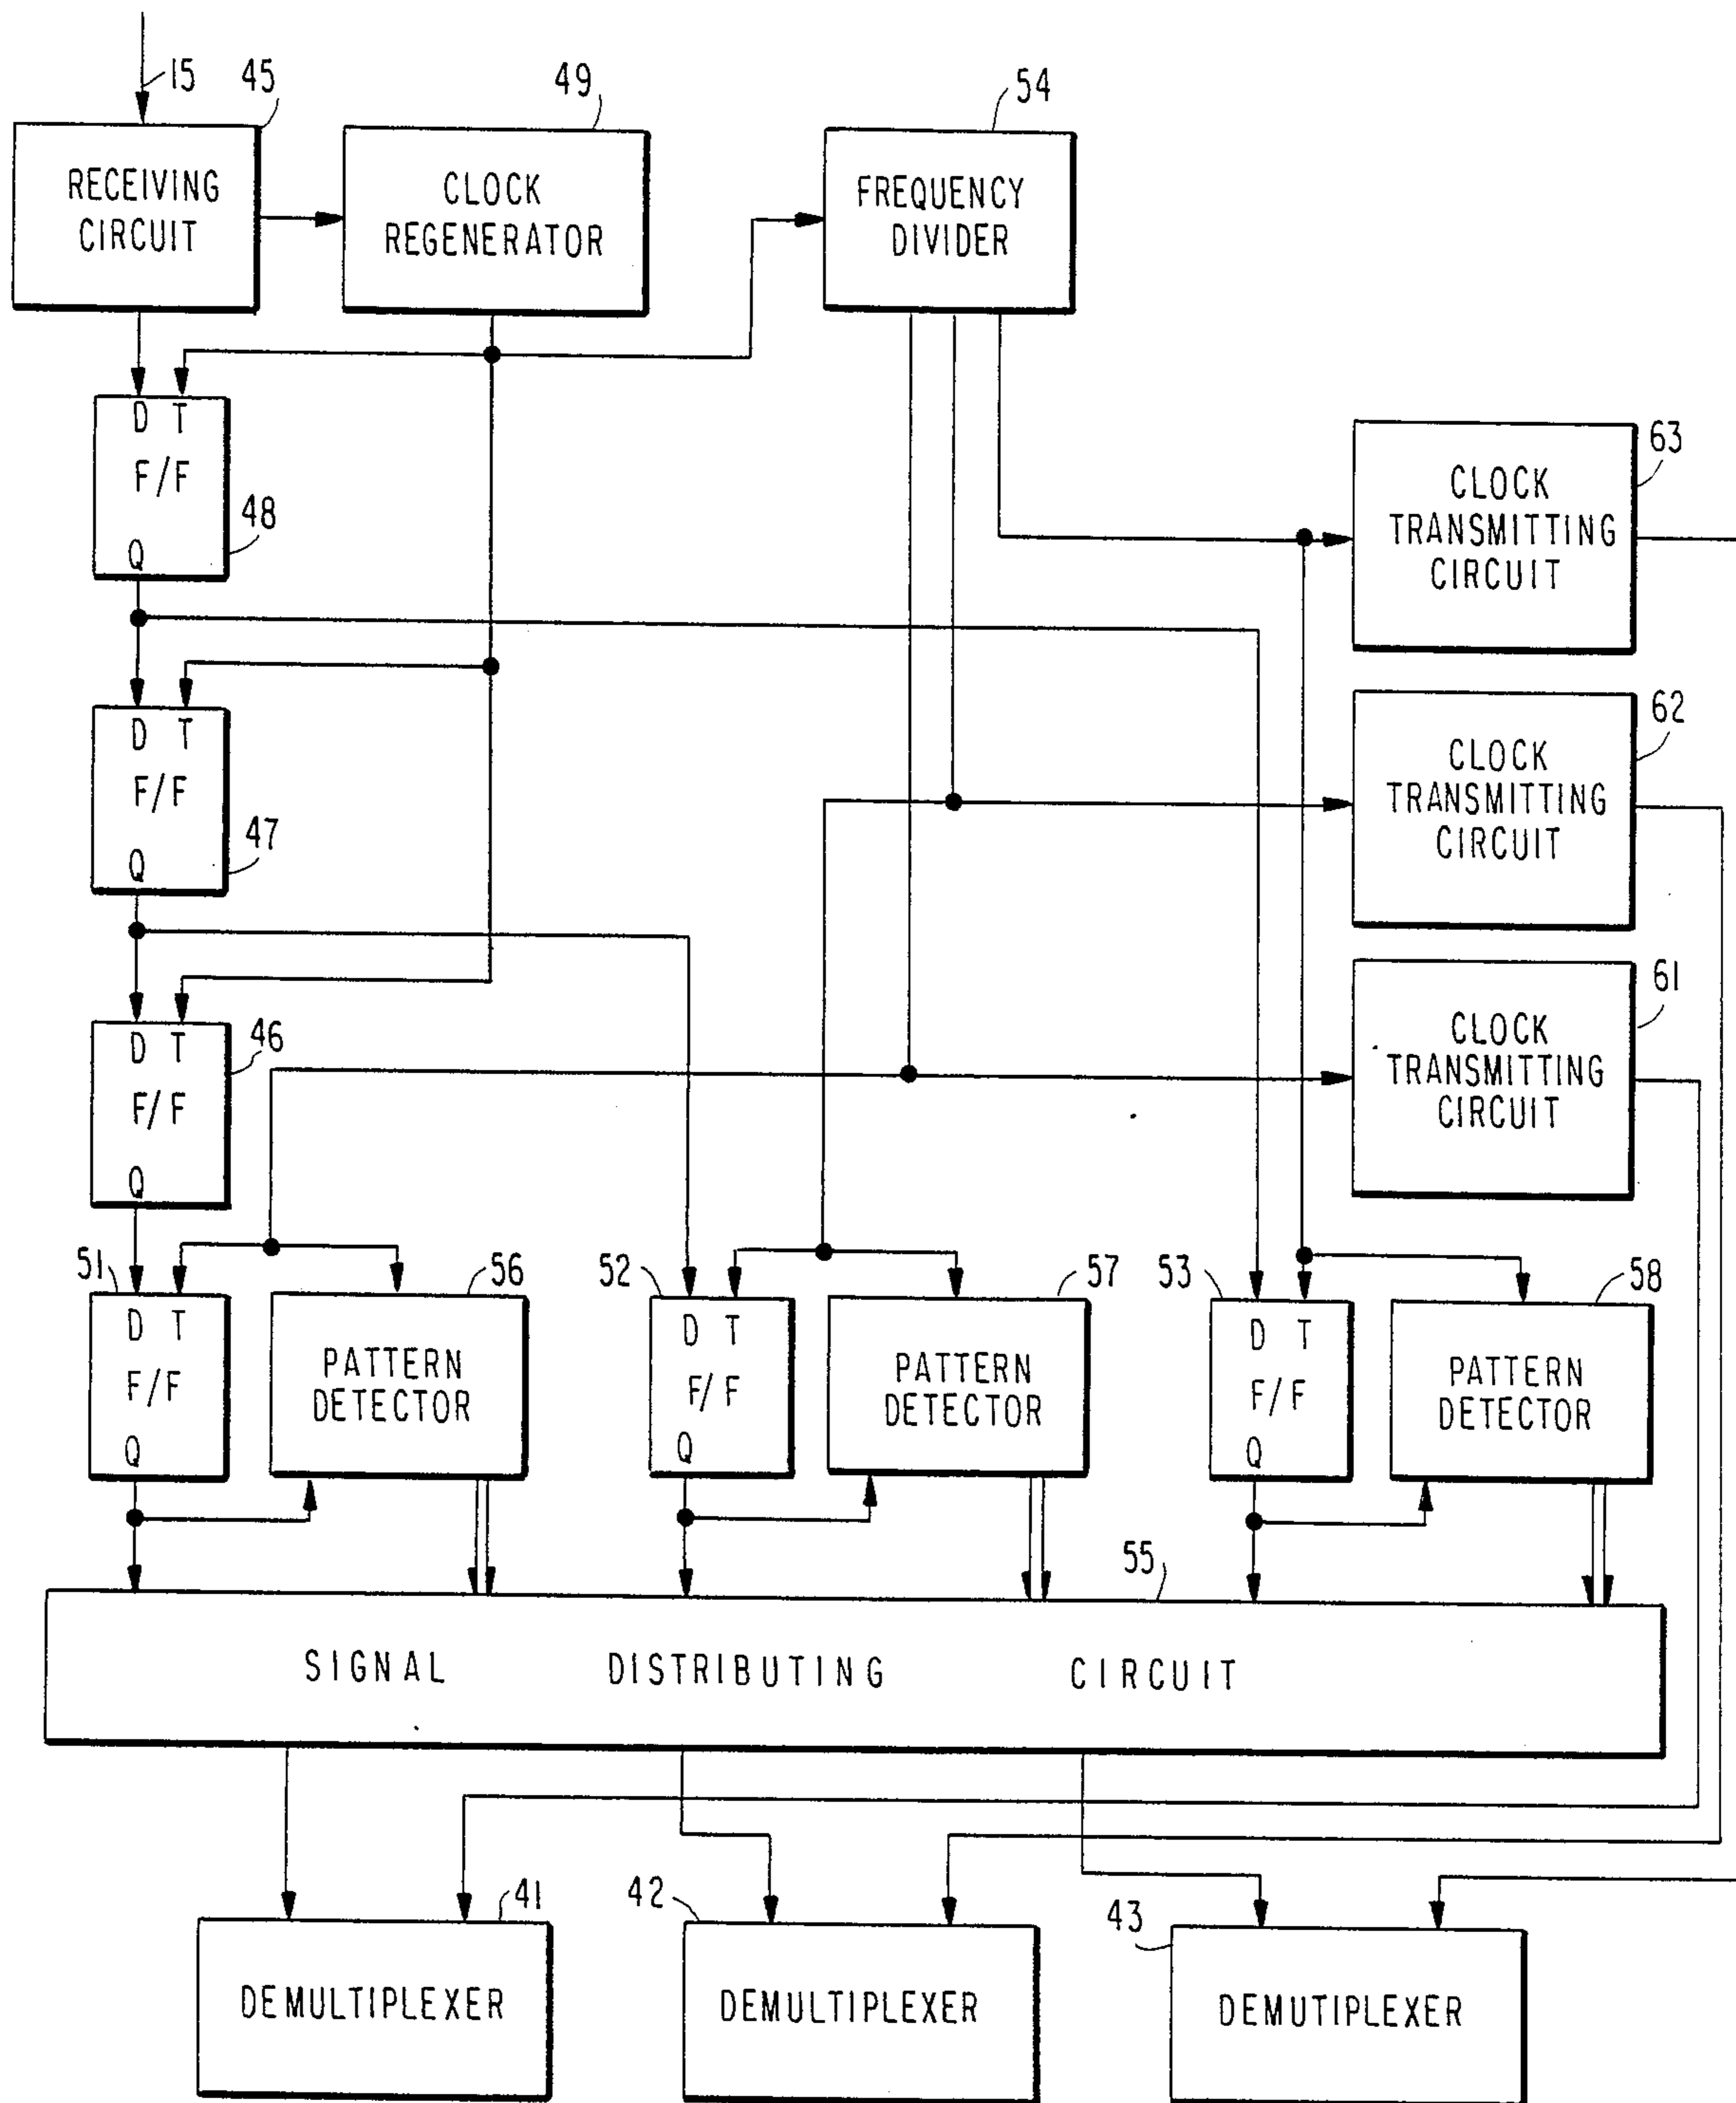 15
45
49
54
RECEIVING
CIRCUIT
CLOCK
REGENERATOR
FREQUENCY
DIVIDER
D T
F/F
Q
48
63
CLOCK
TRANSMITTING
CIRCUIT
D T
F/F
Q
47
62
CLOCK
TRANSMITTING
CIRCUIT
D T
F/F
Q
46
61
CLOCK
TRANSMITTING
CIRCUIT
51
D T
F/F
Q
56
PATTERN
DETECTOR
52
D T
F/F
Q
57
PATTERN
DETECTOR
53
D T
F/F
Q
58
PATTERN
DETECTOR
55
SIGNAL DISTRIBUTING CIRCUIT
41
DEMULTIPLEXER
42
DEMULTIPLEXER
43
DEMUTIPLEXER